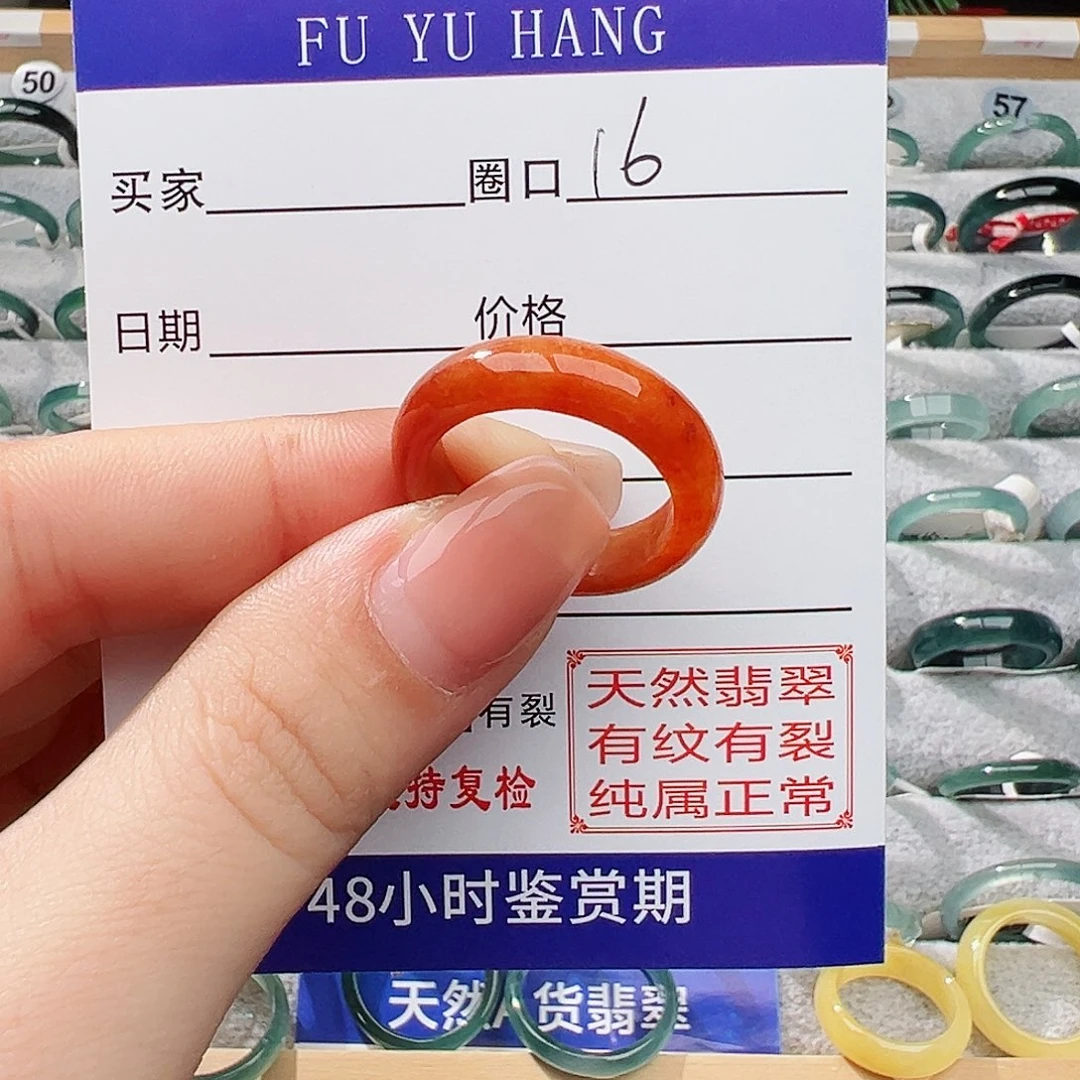 FU YU HANG
50
57
买家 圈口 16
日期 价格
有裂
持复检
天然翡翠
有纹有裂
纯属正常
48小时鉴赏期
天然A货翡翠